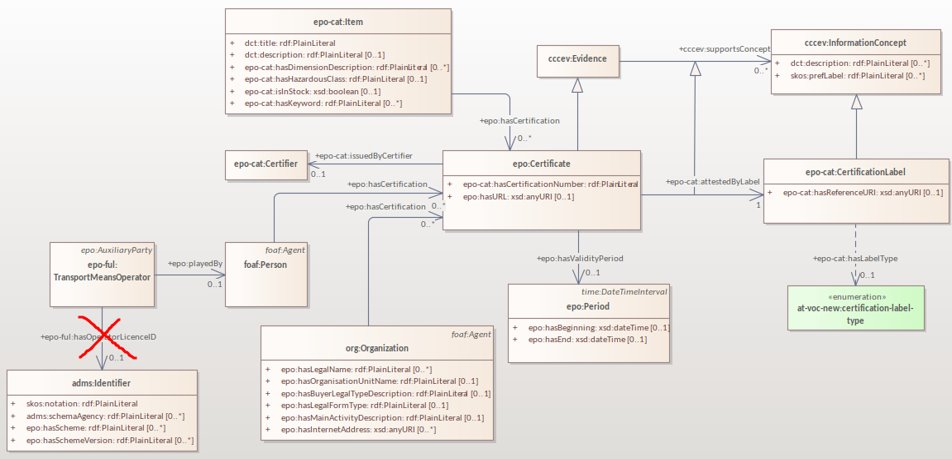 epo-cat:Item
+ dct:title: rdf:PlainLiteral
+ dct:description: rdf:PlainLiteral [0..1]
+ epo-cat:hasDimensionDescription: rdf:PlainLiteral [0..*]
+ epo-cat:hasHazardousClass: rdf:PlainLiteral [0..1]
+ epo-cat:isInStock: xsd:boolean [0..1]
+ epo-cat:hasKeyword: rdf:PlainLiteral [0..*]
cccev:Evidence
+cccev:supportsConcept
0..*
cccev:InformationConcept
+ dct:description: rdf:PlainLiteral [0..*]
+ skos:prefLabel: rdf:PlainLiteral [0..*]
+epo:hasCertification
0..*
epo-cat:Certifier
+epo-cat:issuedByCertifier
0..1
epo:Certificate
+ epo-cat:hasCertificationNumber: rdf:PlainLiteral
+ epo:hasURL: xsd:anyURI [0..1]
+epo:hasCertification
0..*
+epo:hasCertification
0..*
+epo-cat:attestedByLabel
1
epo-cat:CertificationLabel
+ epo-cat:hasReferenceURI: xsd:anyURI [0..1]
epo:AuxiliaryParty
epo-ful:
TransportMeansOperator
+epo:playedBy
0..1
foaf:Agent
foaf:Person
+epo:hasValidityPeriod
0..1
+epo-cat:hasLabelType
0..1
time:DateTimeInterval
epo:Period
+ epo:hasBeginning: xsd:dateTime [0..1]
+ epo:hasEnd: xsd:dateTime [0..1]
«enumeration»
at-voc-new:certification-label-
type
+epo-ful:hasOperatorLicenceID
0..1
foaf:Agent
org:Organization
+ epo:hasLegalName: rdf:PlainLiteral [0..*]
+ epo:hasOrganisationUnitName: rdf:PlainLiteral [0..1]
+ epo:hasBuyerLegalTypeDescription: rdf:PlainLiteral [0..1]
+ epo:hasLegalFormType: rdf:PlainLiteral [0..1]
+ epo:hasMainActivityDescription: rdf:PlainLiteral [0..1]
+ epo:hasInternetAddress: xsd:anyURI [0..*]
adms:Identifier
+ skos:notation: rdf:PlainLiteral
+ adms:schemaAgency: rdf:PlainLiteral [0..*]
+ epo:hasScheme: rdf:PlainLiteral [0..*]
+ epo:hasSchemeVersion: rdf:PlainLiteral [0..*]